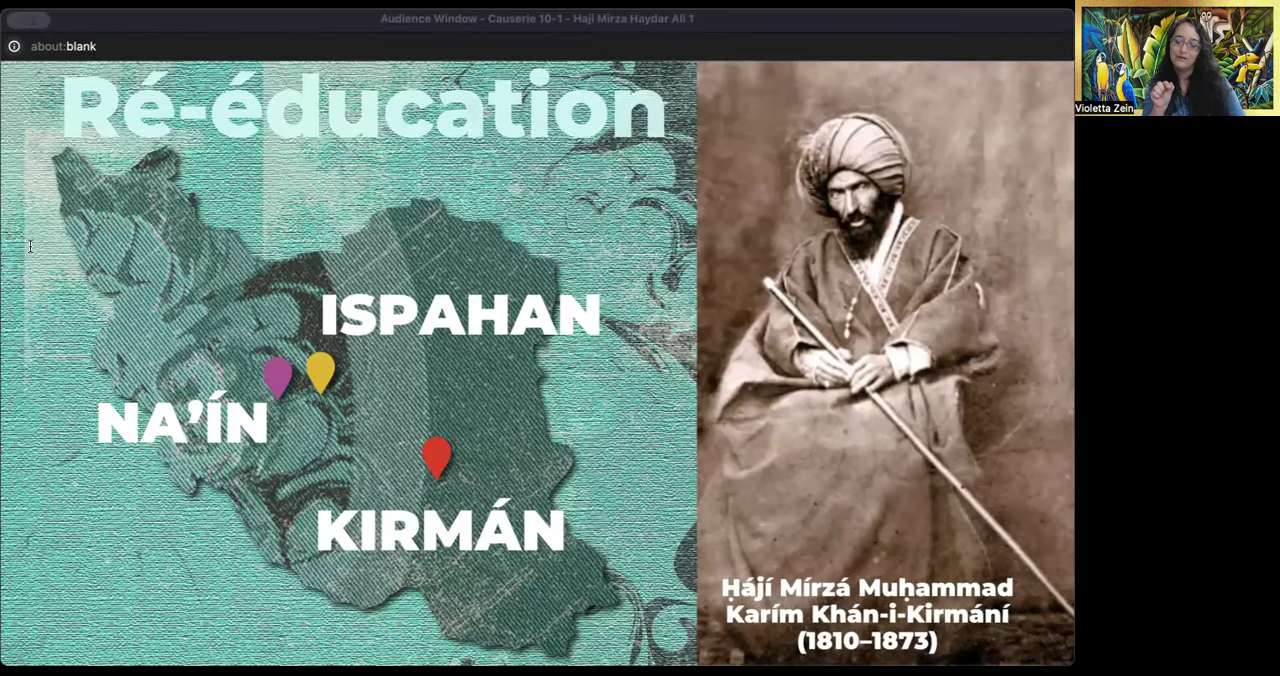 Audience Window - Causerie 10-1 - Haji Mirza Haydar Ali 1
about:blank
Violetta Zein
Ré-éducation
ISPAHAN
NA’ÍN
KIRMÁN
Ḥájí Mírzá Muḥammad
Karím Khán-i-Kirmání
(1810–1873)